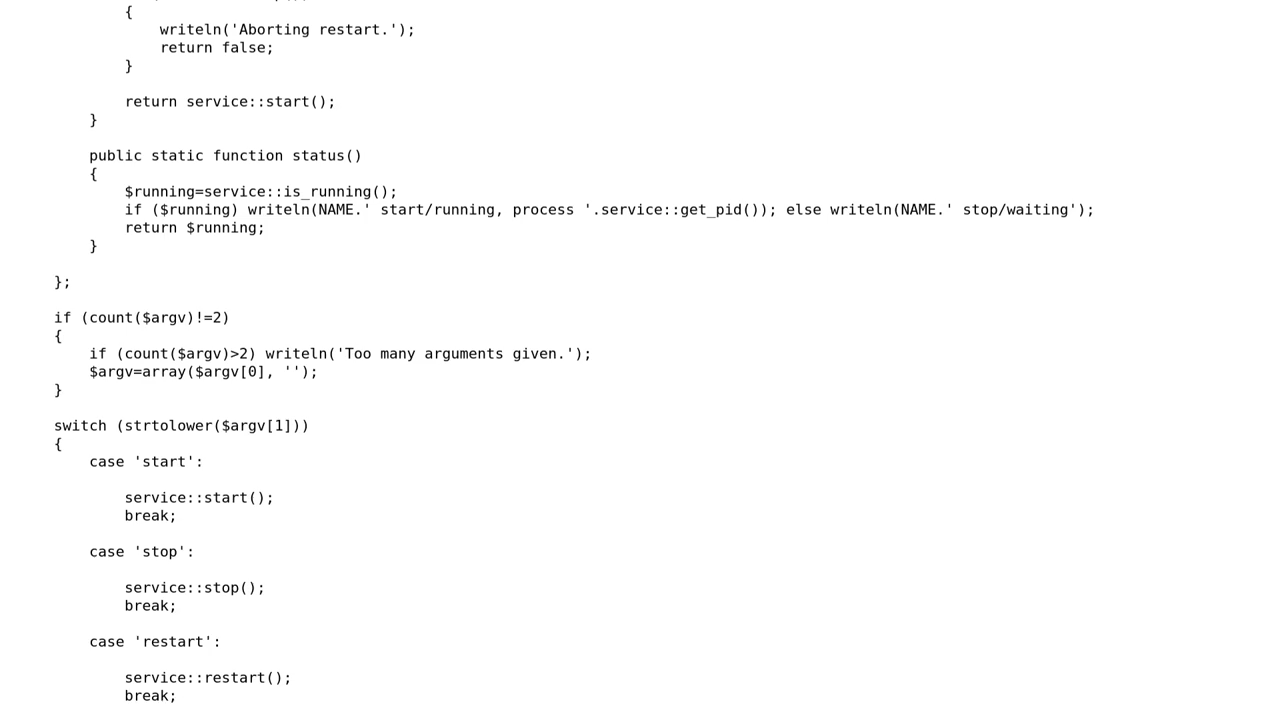 {
writeln('Aborting restart.');
return false;
}
return service::start();
}
public static function status()
{
$running=service::is_running();
if ($running) writeln(NAME.' start/running, process '.service::get_pid()); else writeln(NAME.' stop/waiting');
return $running;
}
};
if (count($argv)!=2)
{
if (count($argv)>2) writeln('Too many arguments given.');
$argv=array($argv[0], '');
}
switch (strtolower($argv[1]))
{
case 'start':
service::start();
break;
case 'stop':
service::stop();
break;
case 'restart':
service::restart();
break;